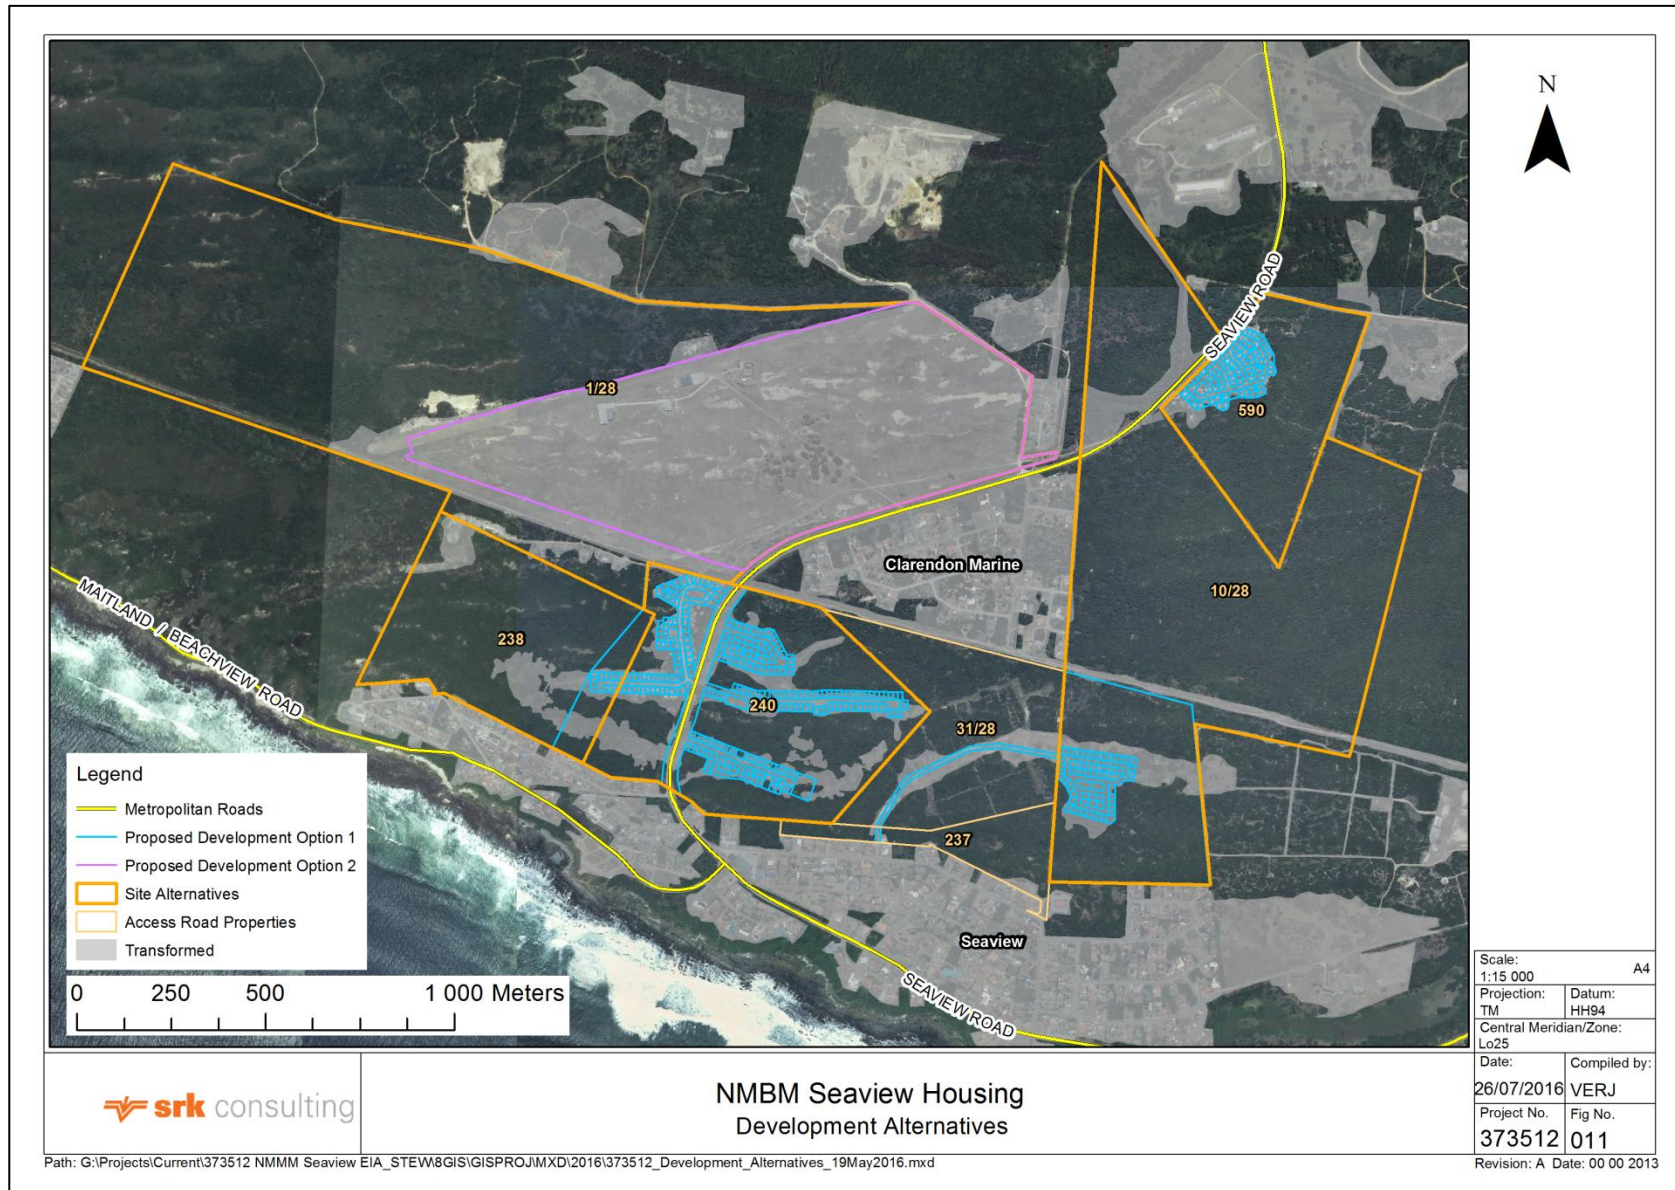 N
SEAVIEW ROAD
1/28
590
Clarendon Marine
10/28
238
MAITLAND / BEACHVIEW ROAD
240
31/28
237
Seaview
SEAVIEW ROAD
Legend
Metropolitan Roads
Proposed Development Option 1
Proposed Development Option 2
Site Alternatives
Access Road Properties
Transformed
0 250 500 1 000 Meters
Scale:
1:15 000 A4
Projection: Datum:
TM HH94
Central Meridian/Zone:
Lo25
Date: Compiled by:
26/07/2016 VERJ
Project No. Fig No.
373512 011
srk consulting
NMBM Seaview Housing
Development Alternatives
Path: G:\Projects\Current\373512 NMMM Seaview EIA_STEW\8GIS\GISPROJ\MXD\2016\373512_Development_Alternatives_19May2016.mxd
Revision: A Date: 00 00 2013